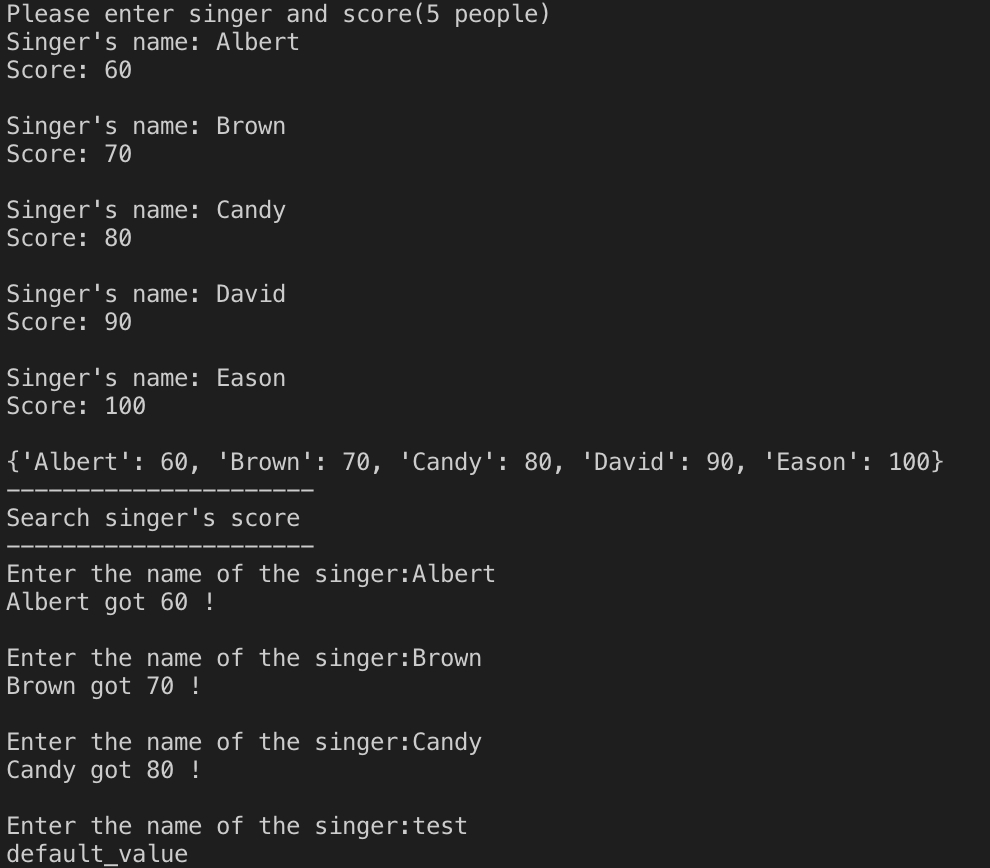 Please enter singer and score(5 people)
Singer's name: Albert
Score: 60
Singer's name: Brown
Score: 70
Singer's name: Candy
Score: 80
Singer's name: David
Score: 90
Singer's name: Eason
Score: 100
{'Albert': 60, 'Brown': 70, 'Candy': 80, 'David': 90, 'Eason': 100}
----------------------
Search singer's score
----------------------
Enter the name of the singer:Albert
Albert got 60 !
Enter the name of the singer:Brown
Brown got 70 !
Enter the name of the singer:Candy
Candy got 80 !
Enter the name of the singer:test
default_value